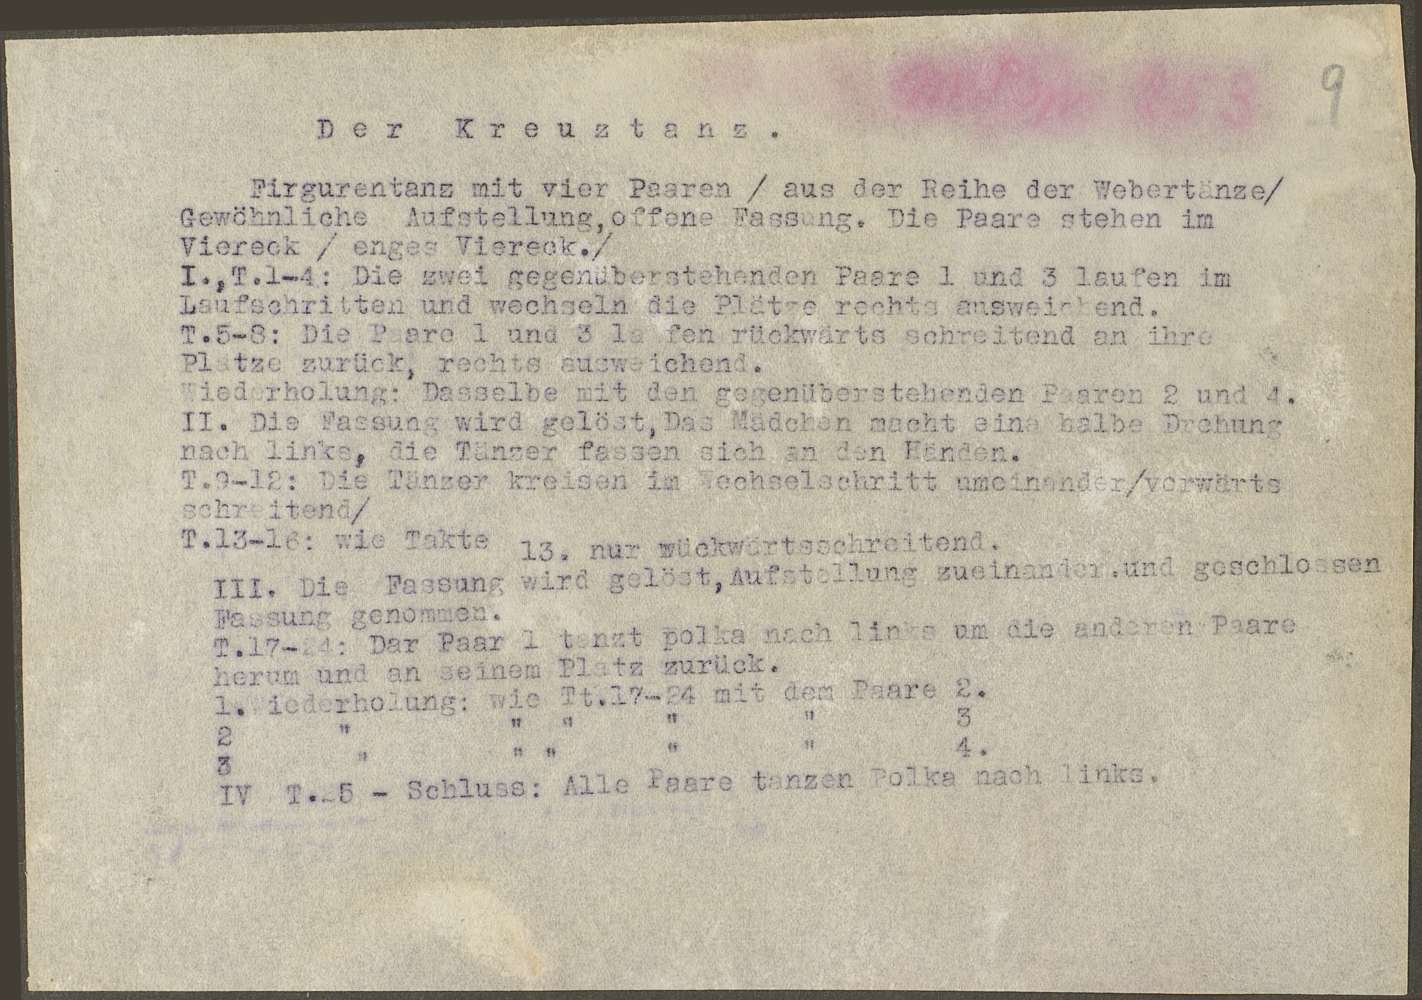 9
Der Kreuztanz.
Firgurentanz mit vier Paaren / aus der Reihe der Webertänze/
Gewöhnliche Aufstellung,offene Fassung. Die Paare stehen im
Viereck / enges Viereck./
I.,T.1-4: Die zwei gegenüberstehenden Paare 1 und 3 laufen im
Laufschritten und wechseln die Plätze rechts ausweichend.
T.5-8: Die Paare 1 und 3 laufen rückwärts schreitend an ihre
Plätze zurück, rechts ausweichend.
Wiederholung: Dasselbe mit den gegenüberstehenden Paaren 2 und 4.
II. Die Fassung wird gelöst,Das Mädchen macht eine halbe Drehung
nach links, die Tänzer fassen sich an den Händen.
T.9-12: Die Tänzer kreisen im Wechselschritt umeinander/vorwärts
schreitend/
T.13-16: wie Takte 13. nur rückwärtsschreitend.
III. Die Fassung wird gelöst,Aufstellung zueinander.und geschlossen
Fassung genommen.
T.17-24: Dar Paar 1 tanzt polka nach links um die anderen Paare
herum und an seinem Platz zurück.
1.Wiederholung: wie Tt.17-24 mit dem Paare 2.
2 " " " " " 3
3 " " " " " 4.
IV T.25 - Schluss: Alle Paare tanzen Polka nach links.